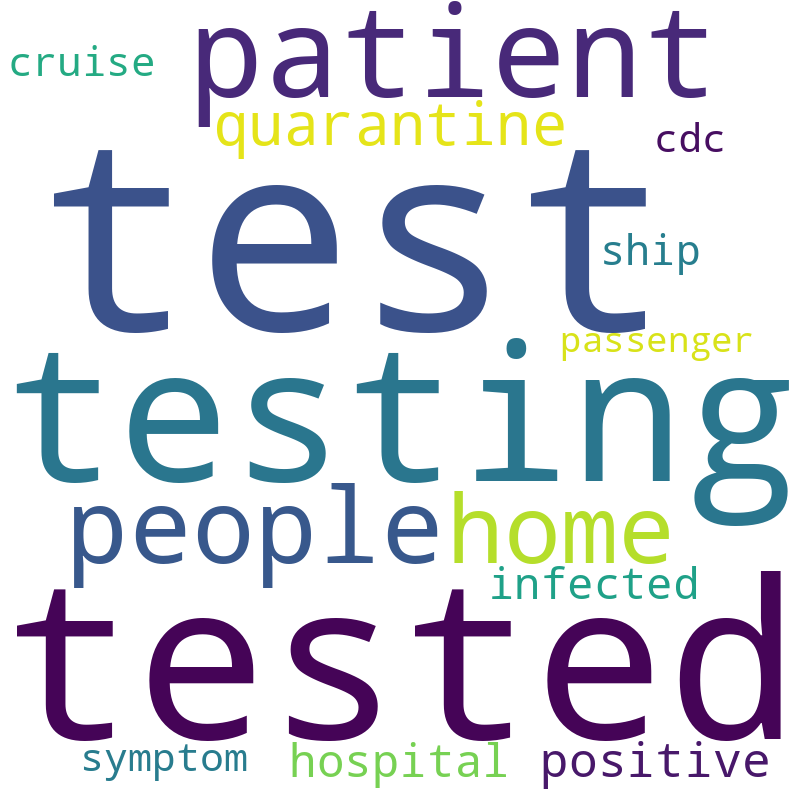 patient
cruise
quarantine
cdc
test
ship
passenger
testing
people
home
infected
tested
symptom
hospital
positive